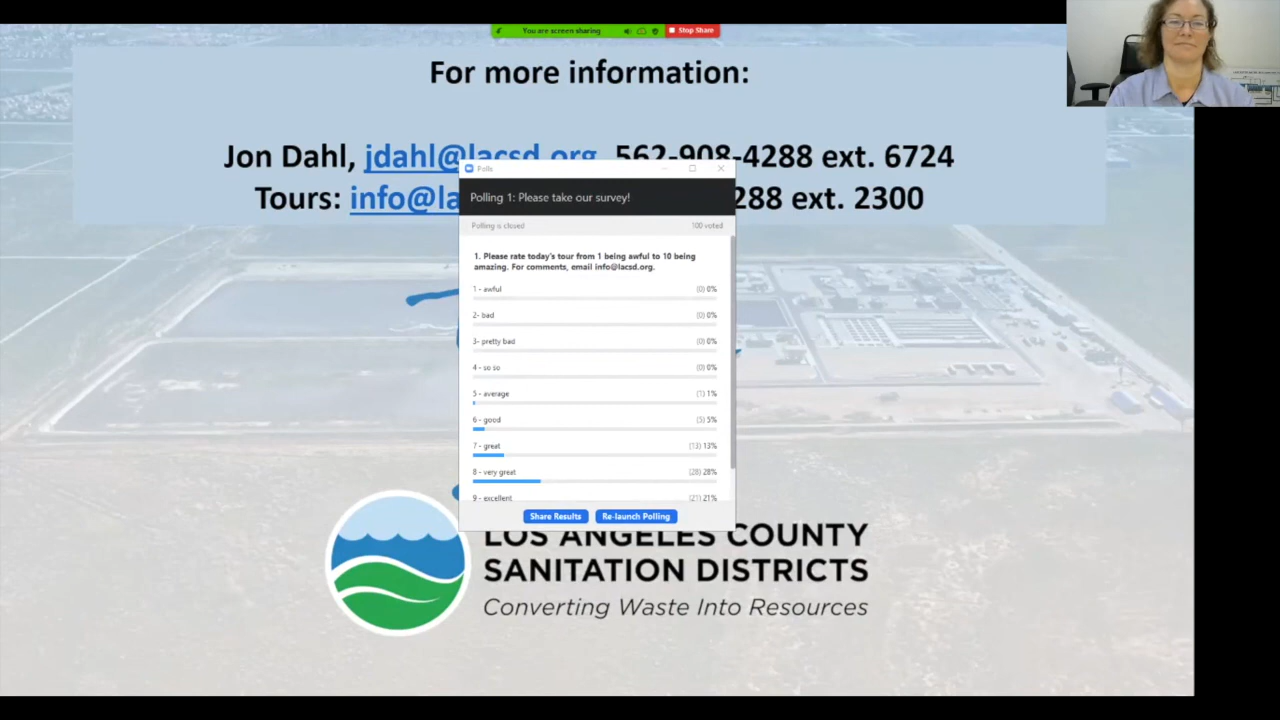 You are screen sharing
Stop Share
For more information:
Jon Dahl, jdahl@lacsd.org, 562-908-4288 ext. 6724
Tours: info@la 288 ext. 2300
Polls
Polling 1: Please take our survey!
Polling is closed
100 voted
1. Please rate today's tour from 1 being awful to 10 being
amazing. For comments, email info@lacsd.org.
1 - awful (0) 0%
2- bad (0) 0%
3- pretty bad (0) 0%
4 - so so (0) 0%
5 - average (1) 1%
6 - good (5) 5%
7 - great (13) 13%
8 - very great (28) 28%
9 - excellent (21) 21%
Share Results
Re-launch Polling
LOS ANGELES COUNTY
SANITATION DISTRICTS
Converting Waste Into Resources